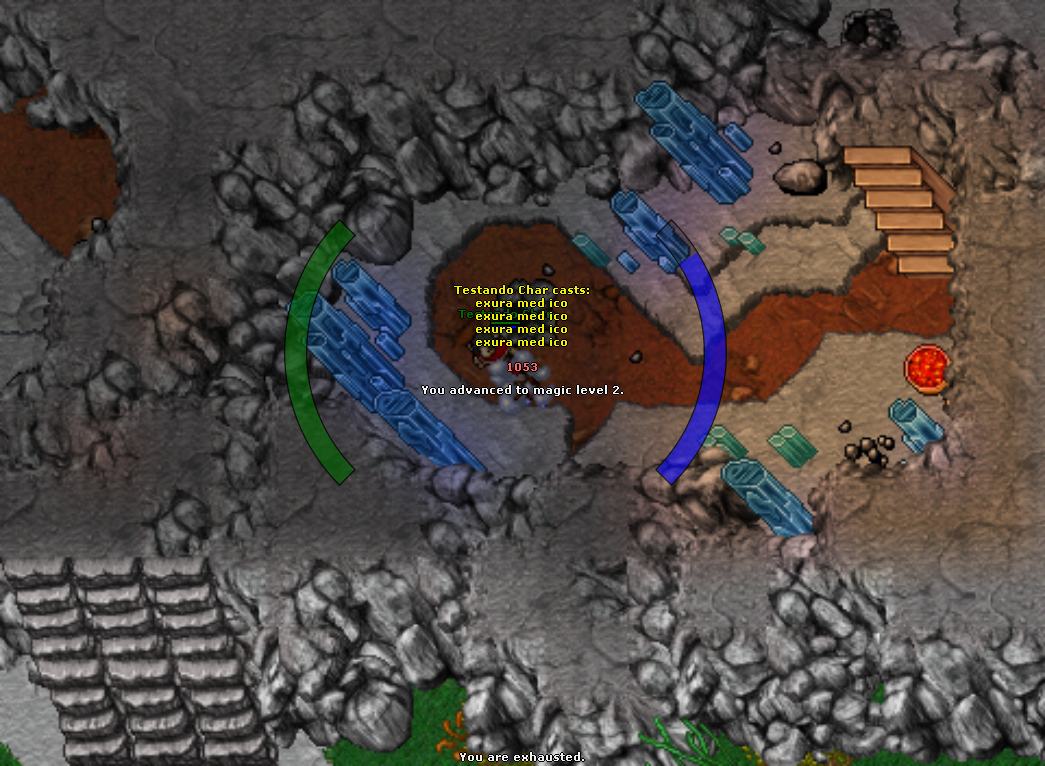 Testando Char casts:
exura med ico
exura med ico
exura med ico
exura med ico
1053
You advanced to magic level 2.
You are exhausted.